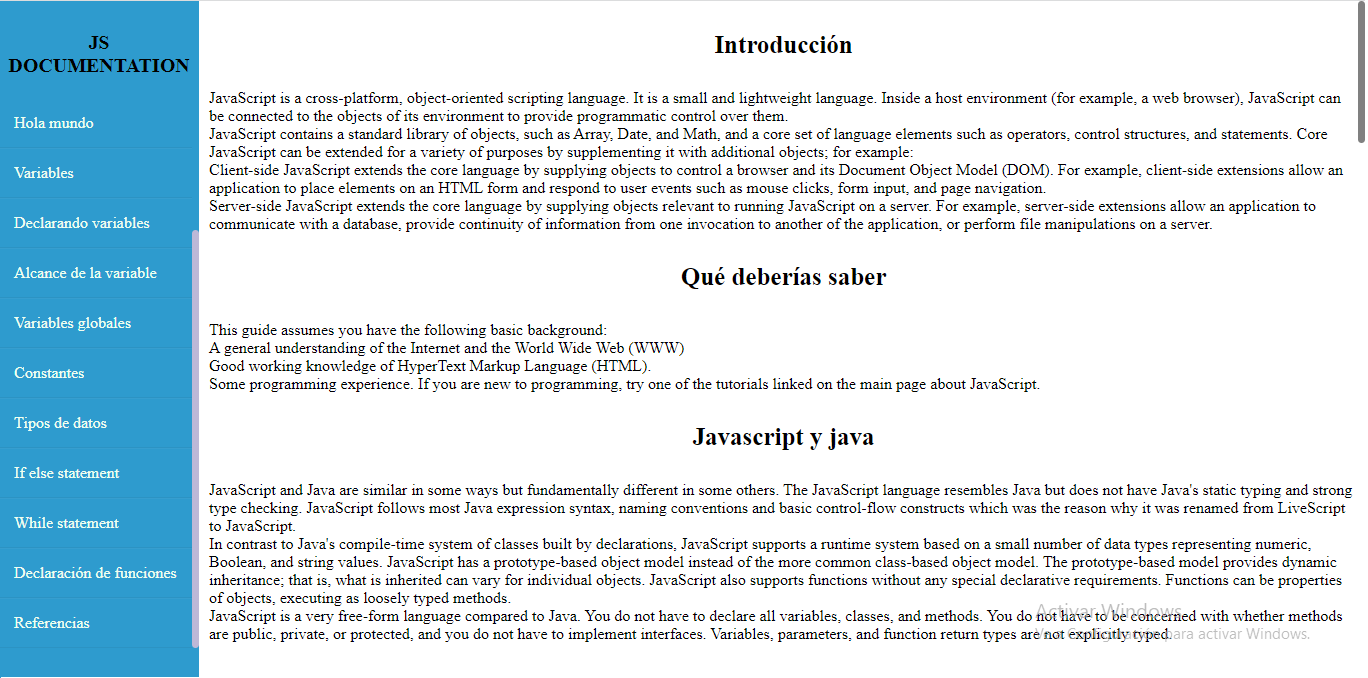 JS
DOCUMENTATION
Hola mundo
Variables
Declarando variables
Alcance de la variable
Variables globales
Constantes
Tipos de datos
If else statement
While statement
Declaración de funciones
Referencias
Introducción
JavaScript is a cross-platform, object-oriented scripting language. It is a small and lightweight language. Inside a host environment (for example, a web browser), JavaScript can
be connected to the objects of its environment to provide programmatic control over them.
JavaScript contains a standard library of objects, such as Array, Date, and Math, and a core set of language elements such as operators, control structures, and statements. Core
JavaScript can be extended for a variety of purposes by supplementing it with additional objects; for example:
Client-side JavaScript extends the core language by supplying objects to control a browser and its Document Object Model (DOM). For example, client-side extensions allow an
application to place elements on an HTML form and respond to user events such as mouse clicks, form input, and page navigation.
Server-side JavaScript extends the core language by supplying objects relevant to running JavaScript on a server. For example, server-side extensions allow an application to
communicate with a database, provide continuity of information from one invocation to another of the application, or perform file manipulations on a server.
Qué deberías saber
This guide assumes you have the following basic background:
A general understanding of the Internet and the World Wide Web (WWW)
Good working knowledge of HyperText Markup Language (HTML).
Some programming experience. If you are new to programming, try one of the tutorials linked on the main page about JavaScript.
Javascript y java
JavaScript and Java are similar in some ways but fundamentally different in some others. The JavaScript language resembles Java but does not have Java's static typing and strong
type checking. JavaScript follows most Java expression syntax, naming conventions and basic control-flow constructs which was the reason why it was renamed from LiveScript
to JavaScript.
In contrast to Java's compile-time system of classes built by declarations, JavaScript supports a runtime system based on a small number of data types representing numeric,
Boolean, and string values. JavaScript has a prototype-based object model instead of the more common class-based object model. The prototype-based model provides dynamic
inheritance; that is, what is inherited can vary for individual objects. JavaScript also supports functions without any special declarative requirements. Functions can be properties
of objects, executing as loosely typed methods.
JavaScript is a very free-form language compared to Java. You do not have to declare all variables, classes, and methods. You do not have to be concerned with whether methods
are public, private, or protected, and you do not have to implement interfaces. Variables, parameters, and function return types are not explicitly typed.
Activar Windows
para activar Windows.